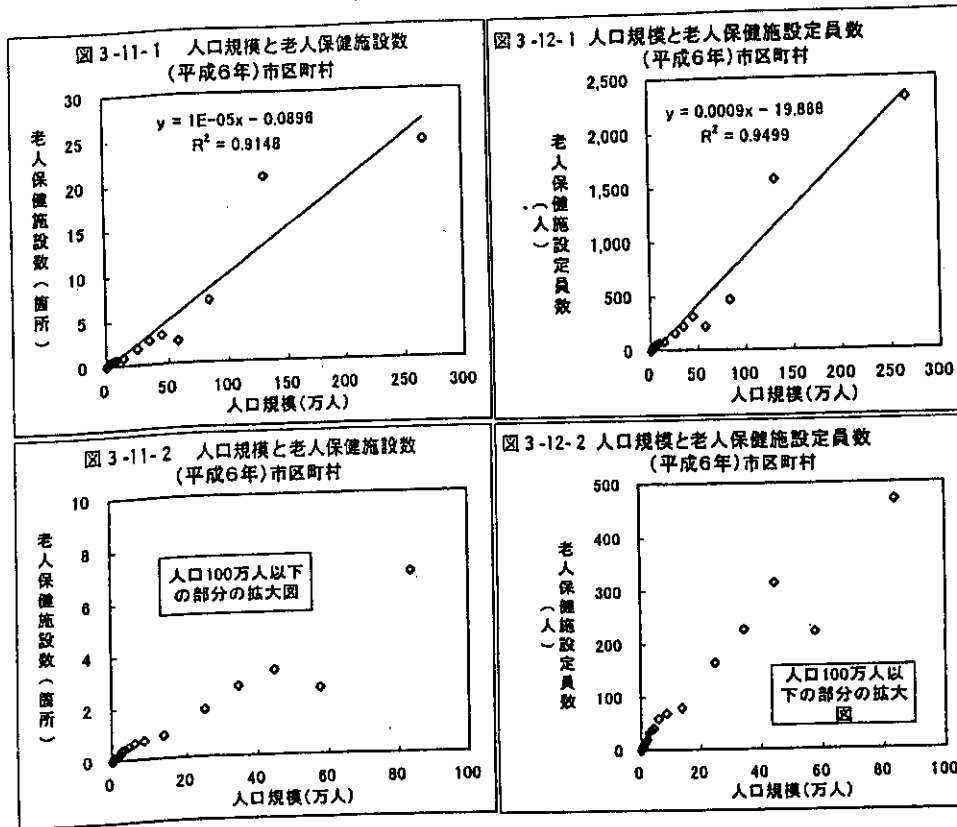 図3-11-1 人口規模と老人保健施設数
(平成6年)市区町村
30
25
20
15
10
5
0
y = 1E-05x - 0.0896
R² = 0.9148
老人保健施設数(箇所)
0 50 100 150 200 250 300
人口規模(万人)
図3-12-1 人口規模と老人保健施設定員数
(平成6年)市区町村
2,500
2,000
1,500
1,000
500
0
y = 0.0009x - 19.888
R² = 0.9499
老人保健施設定員数
(人)
0 50 100 150 200 250 300
人口規模(万人)
図3-11-2 人口規模と老人保健施設数
(平成6年)市区町村
10
8
6
4
2
0
人口100万人以下
の部分の拡大図
老人保健施設数(箇所)
0 20 40 60 80 100
人口規模(万人)
図3-12-2 人口規模と老人保健施設定員数
(平成6年)市区町村
500
400
300
200
100
0
老人保健施設定員数
(人)
人口100万人以
下の部分の拡大
図
0 20 40 60 80 100
人口規模(万人)